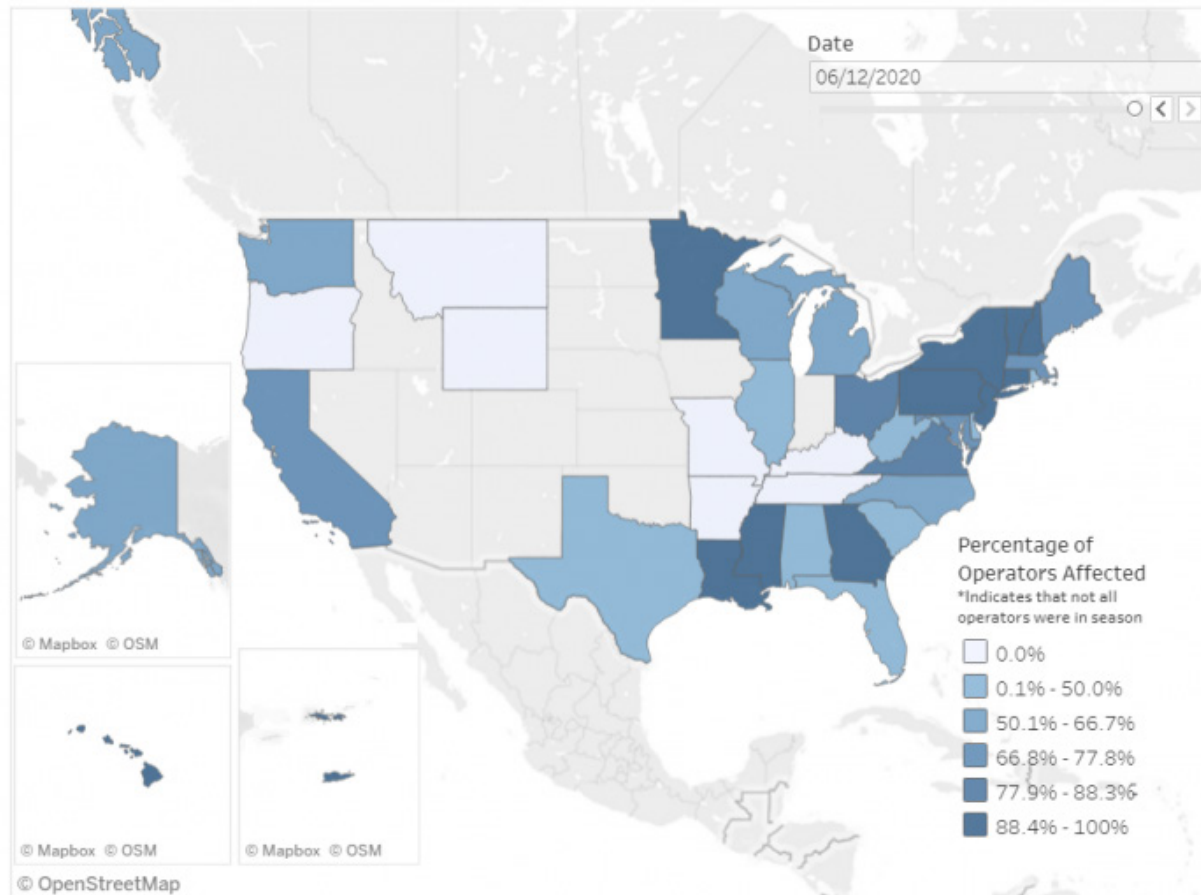 Date
06/12/2020
Percentage of
Operators Affected
*Indicates that not all
operators were in season
0.0%
0.1% - 50.0%
50.1% - 66.7%
66.8% - 77.8%
77.9% - 88.3%
88.4% - 100%
© Mapbox © OSM
© Mapbox © OSM
© Mapbox © OSM
© OpenStreetMap